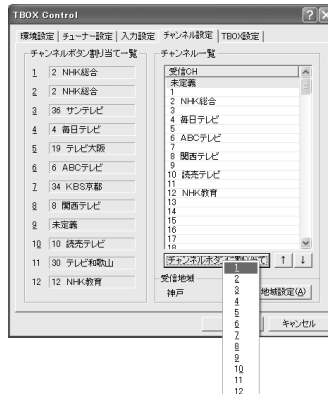 TBOX Control
環境設定 チューナー設定 入力設定 チャンネル設定 TBOX設定
チャンネルボタン割り当て一覧
1 2 NHK総合
2 2 NHK総合
3 36 サンテレビ
4 4 毎日テレビ
5 19 テレビ大阪
6 6 ABCテレビ
7 34 KBS京都
8 8 関西テレビ
9 未定義
10 10 読売テレビ
11 30 テレビ和歌山
12 12 NHK教育
チャンネル一覧
受信CH
未定義
1
2 NHK総合
3
4 毎日テレビ
5
6 ABCテレビ
7
8 関西テレビ
9
10 読売テレビ
11
12 NHK教育
13
14
15
16
17
18
チャンネルボタンに割り当て ↑ ↓
受信地域
神戸
地域設定(A)
キャンセル
1
2
3
4
5
6
7
8
9
10
11
12